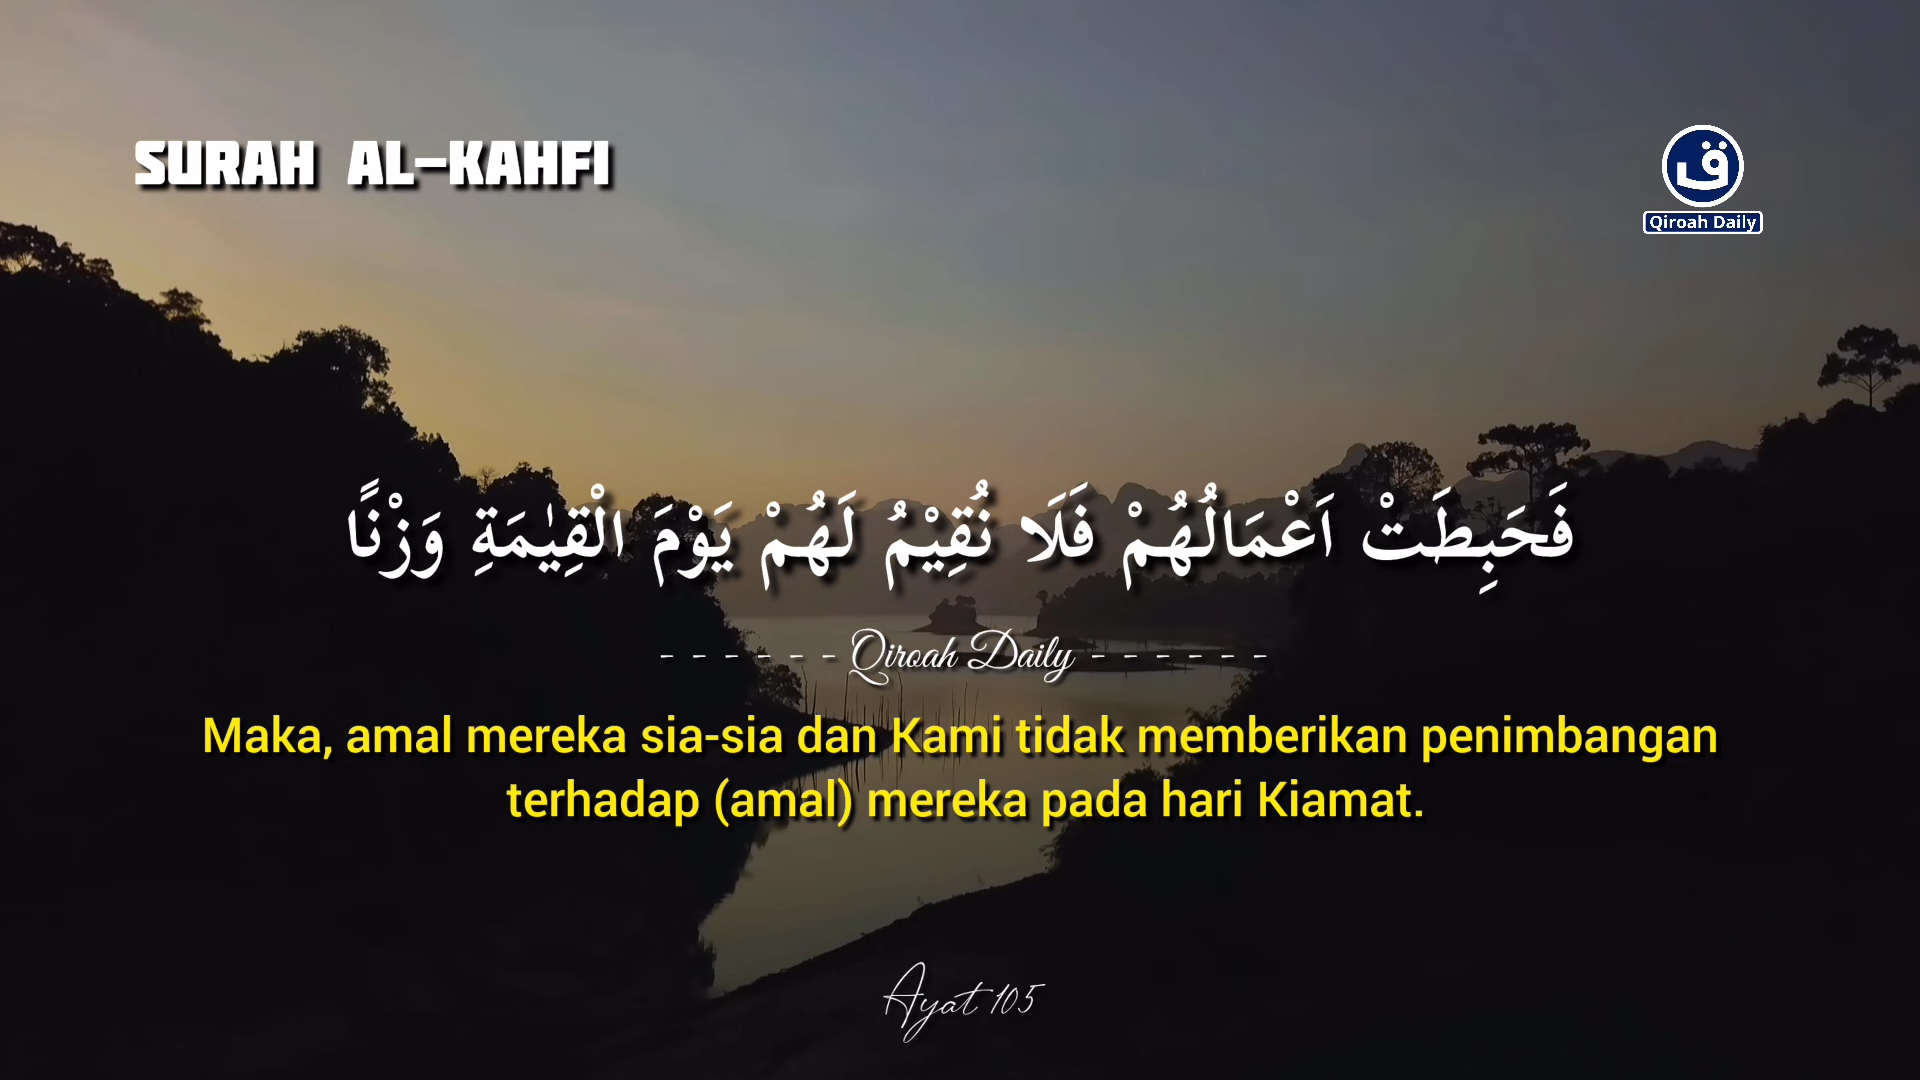 SURAH AL-KAHFI
ق
Qiroah Daily
فَحَبِطَتْ اَعْمَالُهُمْ فَلَا نُقِيْمُ لَهُمْ يَوْمَ الْقِيٰمَةِ وَزْنًا
- - - - - - Qiroah Daily - - - - - -
Maka, amal mereka sia-sia dan Kami tidak memberikan penimbangan
terhadap (amal) mereka pada hari Kiamat.
Ayat 105